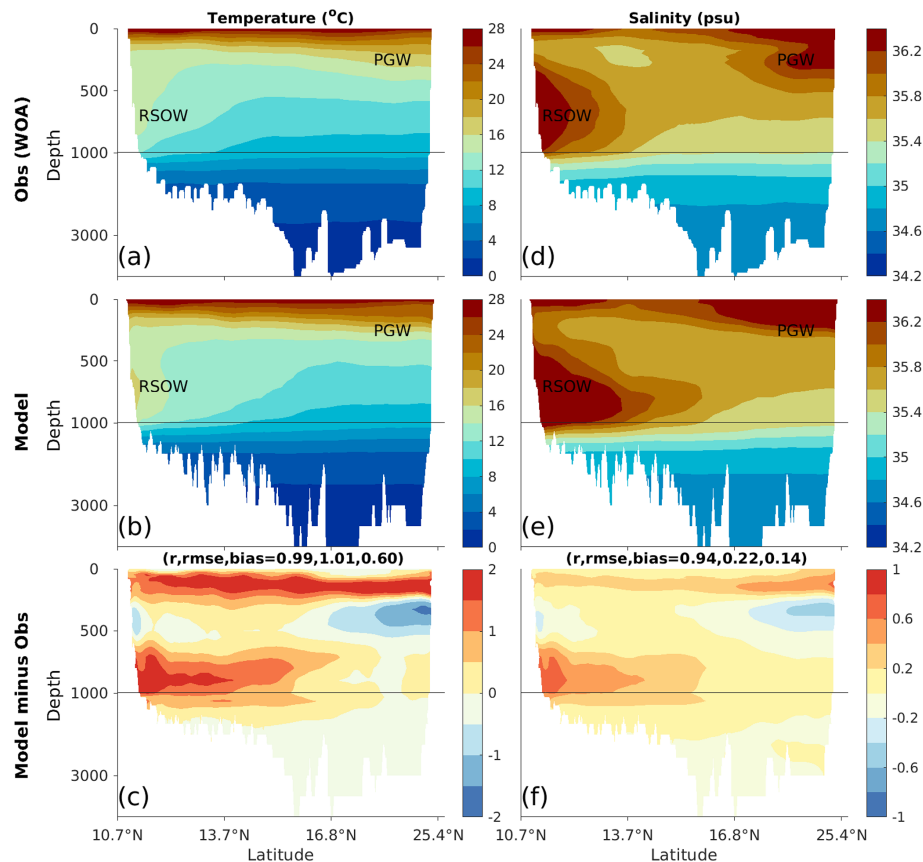 Temperature (°C)
Salinity (psu)
Obs (WOA)
Depth
0
500
1000
3000
PGW
RSOW
(a)
28
24
20
16
12
8
4
0
PGW
RSOW
(d)
36.2
35.8
35.4
35
34.6
34.2
Model
Depth
0
500
1000
3000
PGW
RSOW
(b)
28
24
20
16
12
8
4
0
PGW
RSOW
(e)
36.2
35.8
35.4
35
34.6
34.2
(r,rmse,bias=0.99,1.01,0.60)
(r,rmse,bias=0.94,0.22,0.14)
Model minus Obs
Depth
0
500
1000
3000
(c)
2
1
0
-1
-2
(f)
1
0.6
0.2
-0.2
-0.6
-1
10.7°N
13.7°N
16.8°N
25.4°N
Latitude
10.7°N
13.7°N
16.8°N
25.4°N
Latitude